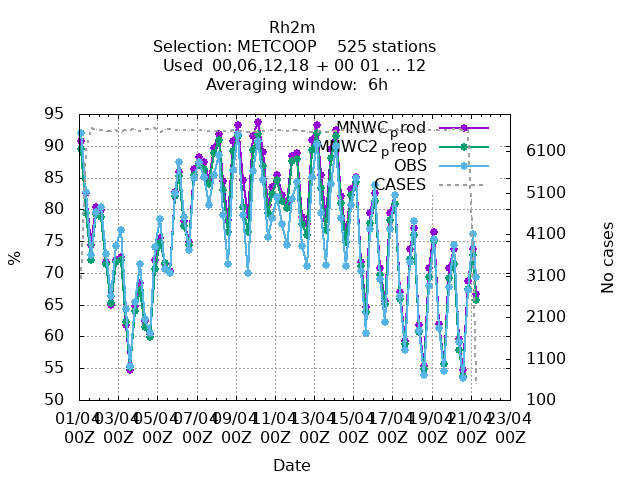 Rh2m
Selection: METCOOP 525 stations
Used 00,06,12,18 + 00 01 ... 12
Averaging window: 6h
MNWC_prod
MNWC2_preop
OBS
CASES
95
90
85
80
75
70
65
60
55
50
%
6100
5100
4100
3100
2100
1100
100
No cases
01/04 03/04 05/04 07/04 09/04 11/04 13/04 15/04 17/04 19/04 21/04 23/04
00Z 00Z 00Z 00Z 00Z 00Z 00Z 00Z 00Z 00Z 00Z 00Z
Date